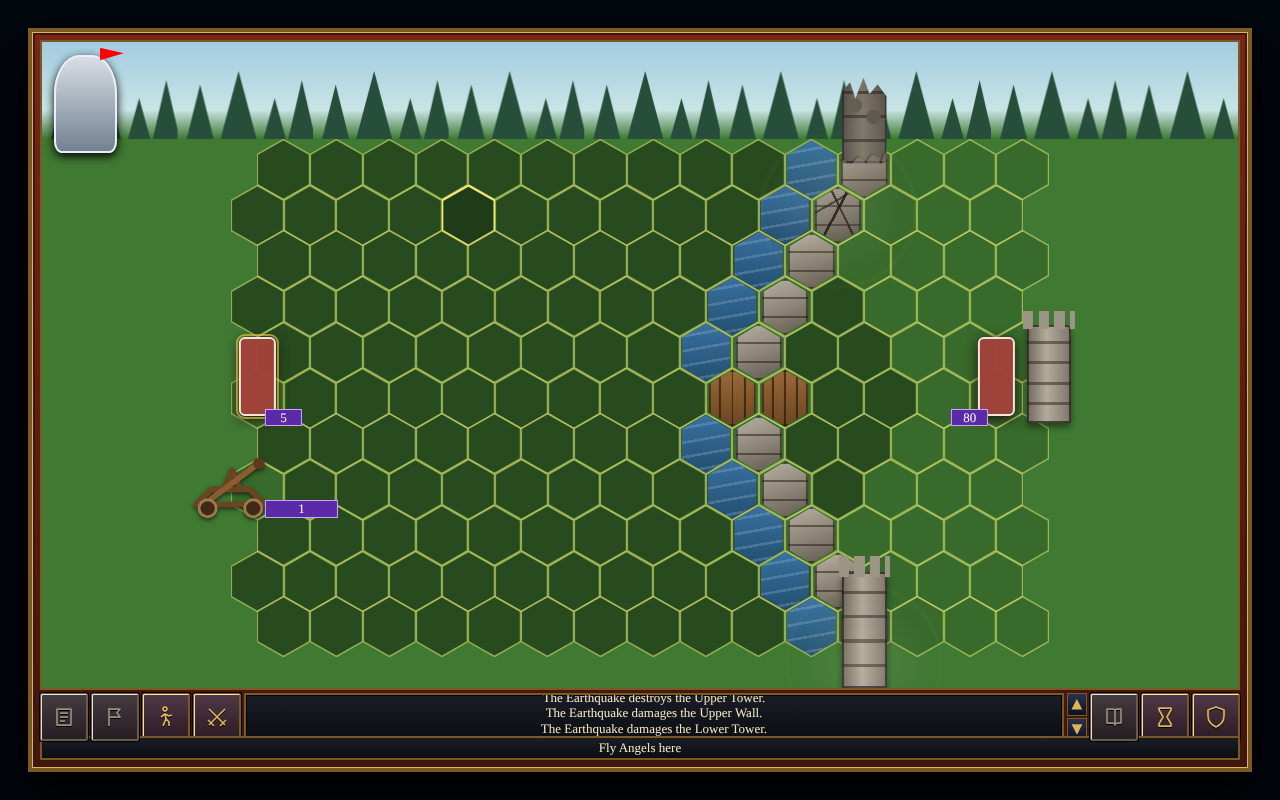 5
80
1
The Earthquake destroys the Upper Tower.
The Earthquake damages the Upper Wall.
The Earthquake damages the Lower Tower.
Fly Angels here